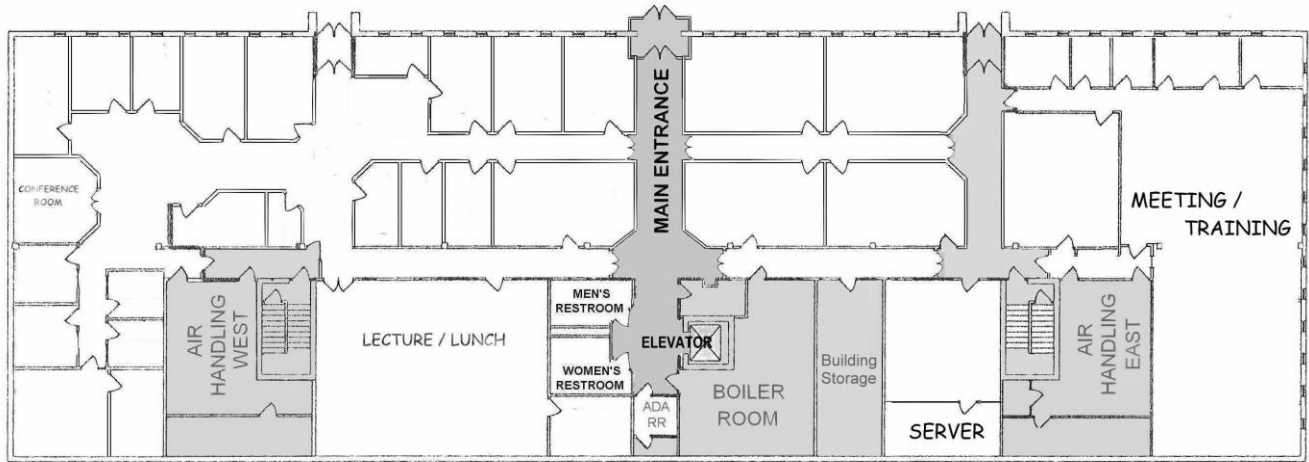 MAIN ENTRANCE
CONFERENCE
ROOM
MEETING /
TRAINING
AIR
HANDLING
WEST
LECTURE / LUNCH
MEN'S
RESTROOM
ELEVATOR
WOMEN'S
RESTROOM
ADA
RR
BOILER
ROOM
Building
Storage
SERVER
AIR
HANDLING
EAST